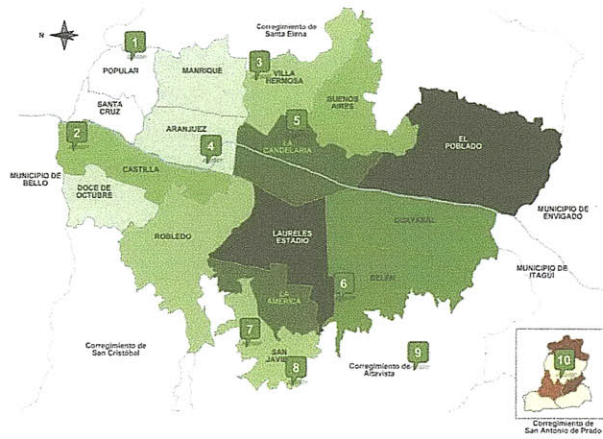 Corregimiento de
Santa Elena
N
1
POPULAR
MANRIQUE
3
VILLA
HERMOSA
SANTA
CRUZ
BUENOS
AIRES
5
2
ARANJUEZ
LA
CANDELARIA
EL
POBLADO
4
MUNICIPIO
DE BELLO
CASTILLA
DOCE DE
OCTUBRE
MUNICIPIO DE
ENVIGADO
GUAYABAL
ROBLEDO
LAURELES
ESTADIO
MUNICIPIO DE
ITAGUI
BELÉN
6
LA
AMÉRICA
7
SAN
JAVIER
8
Corregimiento de
San Cristóbal
9
Corregimiento de
Altavista
10
Corregimiento de
San Antonio de Prado